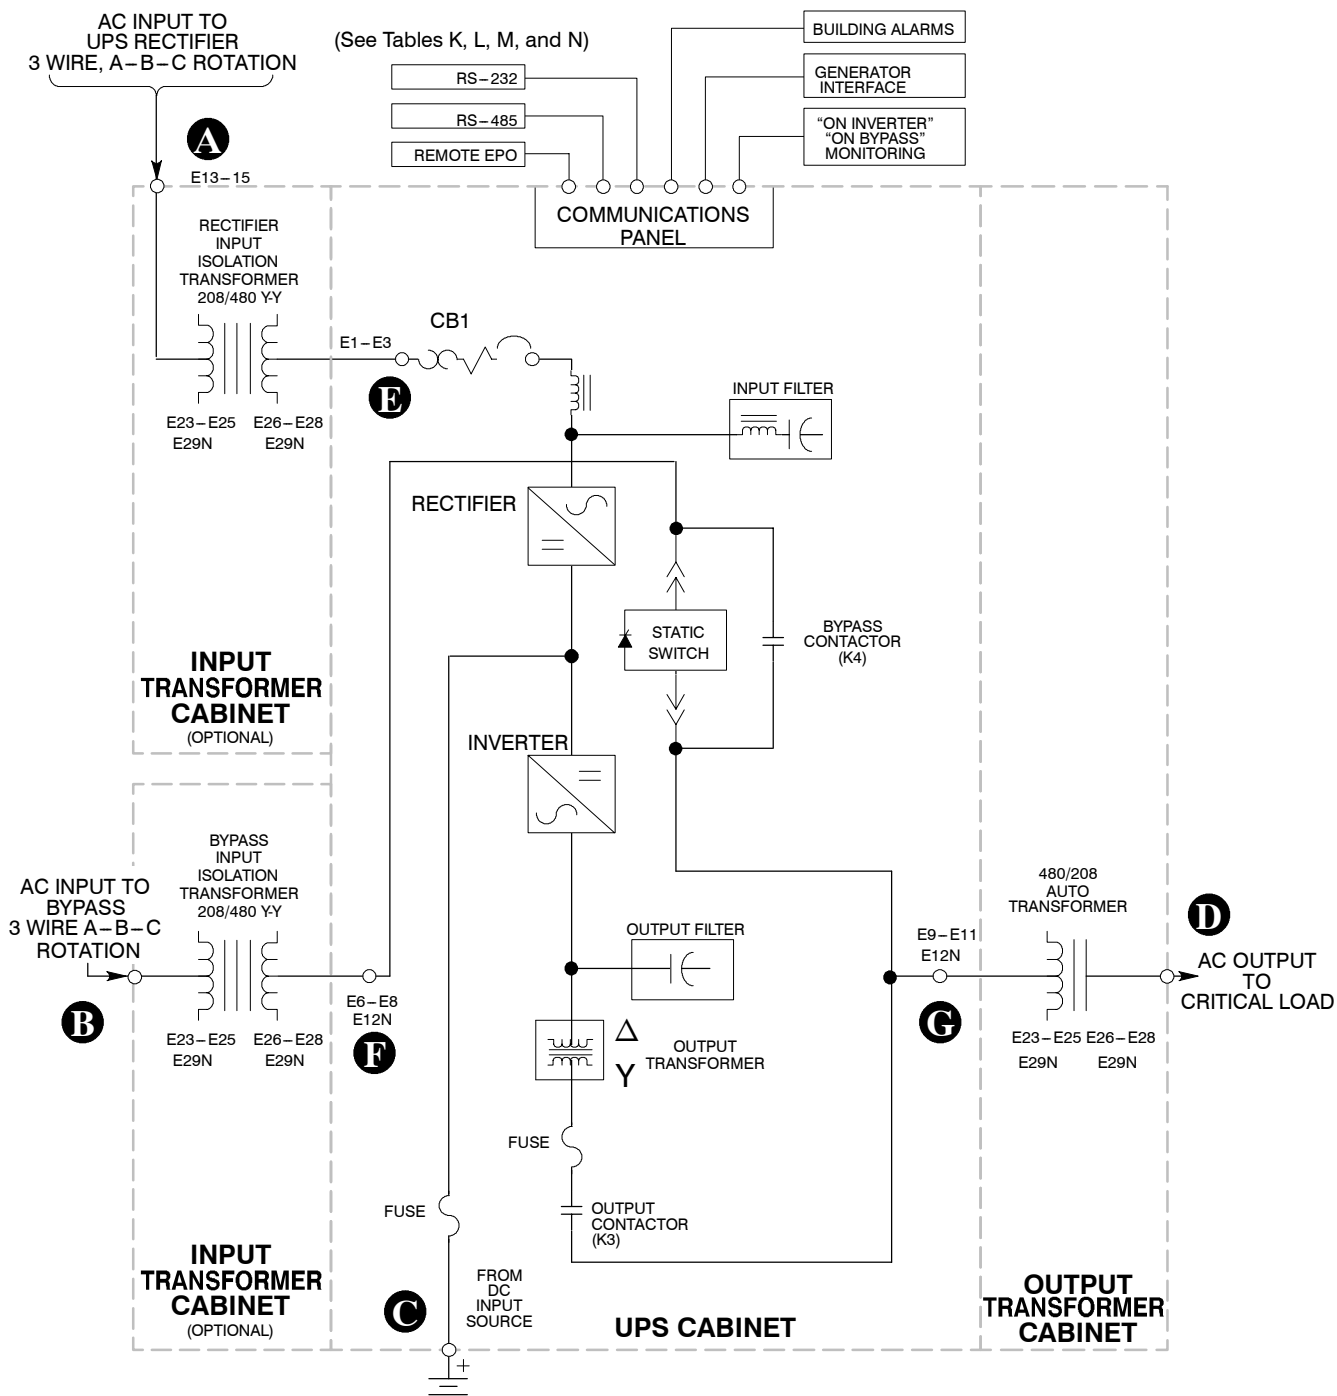 AC INPUT TO
UPS RECTIFIER
3 WIRE, A-B-C ROTATION
(See Tables K, L, M, and N)
RS-232
RS-485
REMOTE EPO
BUILDING ALARMS
GENERATOR
INTERFACE
“ON INVERTER”
“ON BYPASS”
MONITORING
A
E13-15
COMMUNICATIONS
PANEL
RECTIFIER
INPUT
ISOLATION
TRANSFORMER
208/480 Y-Y
E1-E3
CB1
E
E23-E25
E29N
E26-E28
E29N
INPUT FILTER
RECTIFIER
STATIC
SWITCH
BYPASS
CONTACTOR
(K4)
INPUT
TRANSFORMER
CABINET
(OPTIONAL)
INVERTER
BYPASS
INPUT
ISOLATION
TRANSFORMER
208/480 Y-Y
AC INPUT TO
BYPASS
3 WIRE A-B-C
ROTATION
B
E23-E25
E29N
E26-E28
E29N
E6-E8
E12N
F
OUTPUT FILTER
Δ
Y
OUTPUT
TRANSFORMER
480/208
AUTO
TRANSFORMER
E9-E11
E12N
G
D
AC OUTPUT
TO
CRITICAL LOAD
E23-E25
E29N
E26-E28
E29N
FUSE
FUSE
OUTPUT
CONTACTOR
(K3)
INPUT
TRANSFORMER
CABINET
(OPTIONAL)
C
FROM
DC
INPUT
SOURCE
+
UPS CABINET
OUTPUT
TRANSFORMER
CABINET